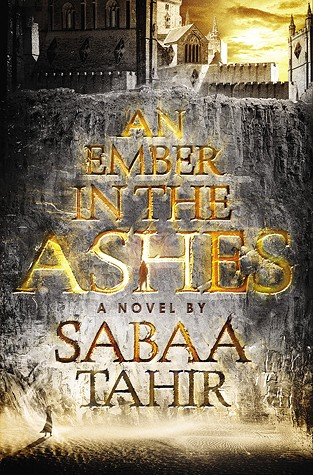 AN
EMBER
IN THE
ASHES
A NOVEL BY
SABAA
TAHIR